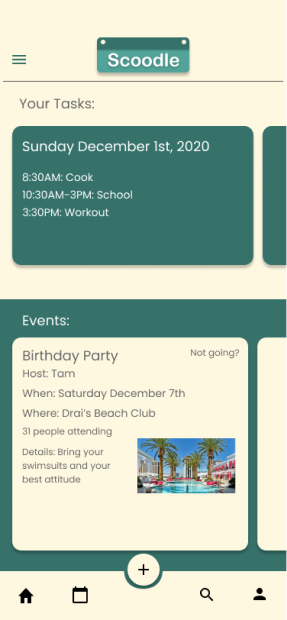 Scoodle
Your Tasks:
Sunday December 1st, 2020
8:30AM: Cook
10:30AM-3PM: School
3:30PM: Workout
Events:
Birthday Party
Not going?
Host: Tam
When: Saturday December 7th
Where: Drai's Beach Club
31 people attending
Details: Bring your
swimsuits and your
best attitude